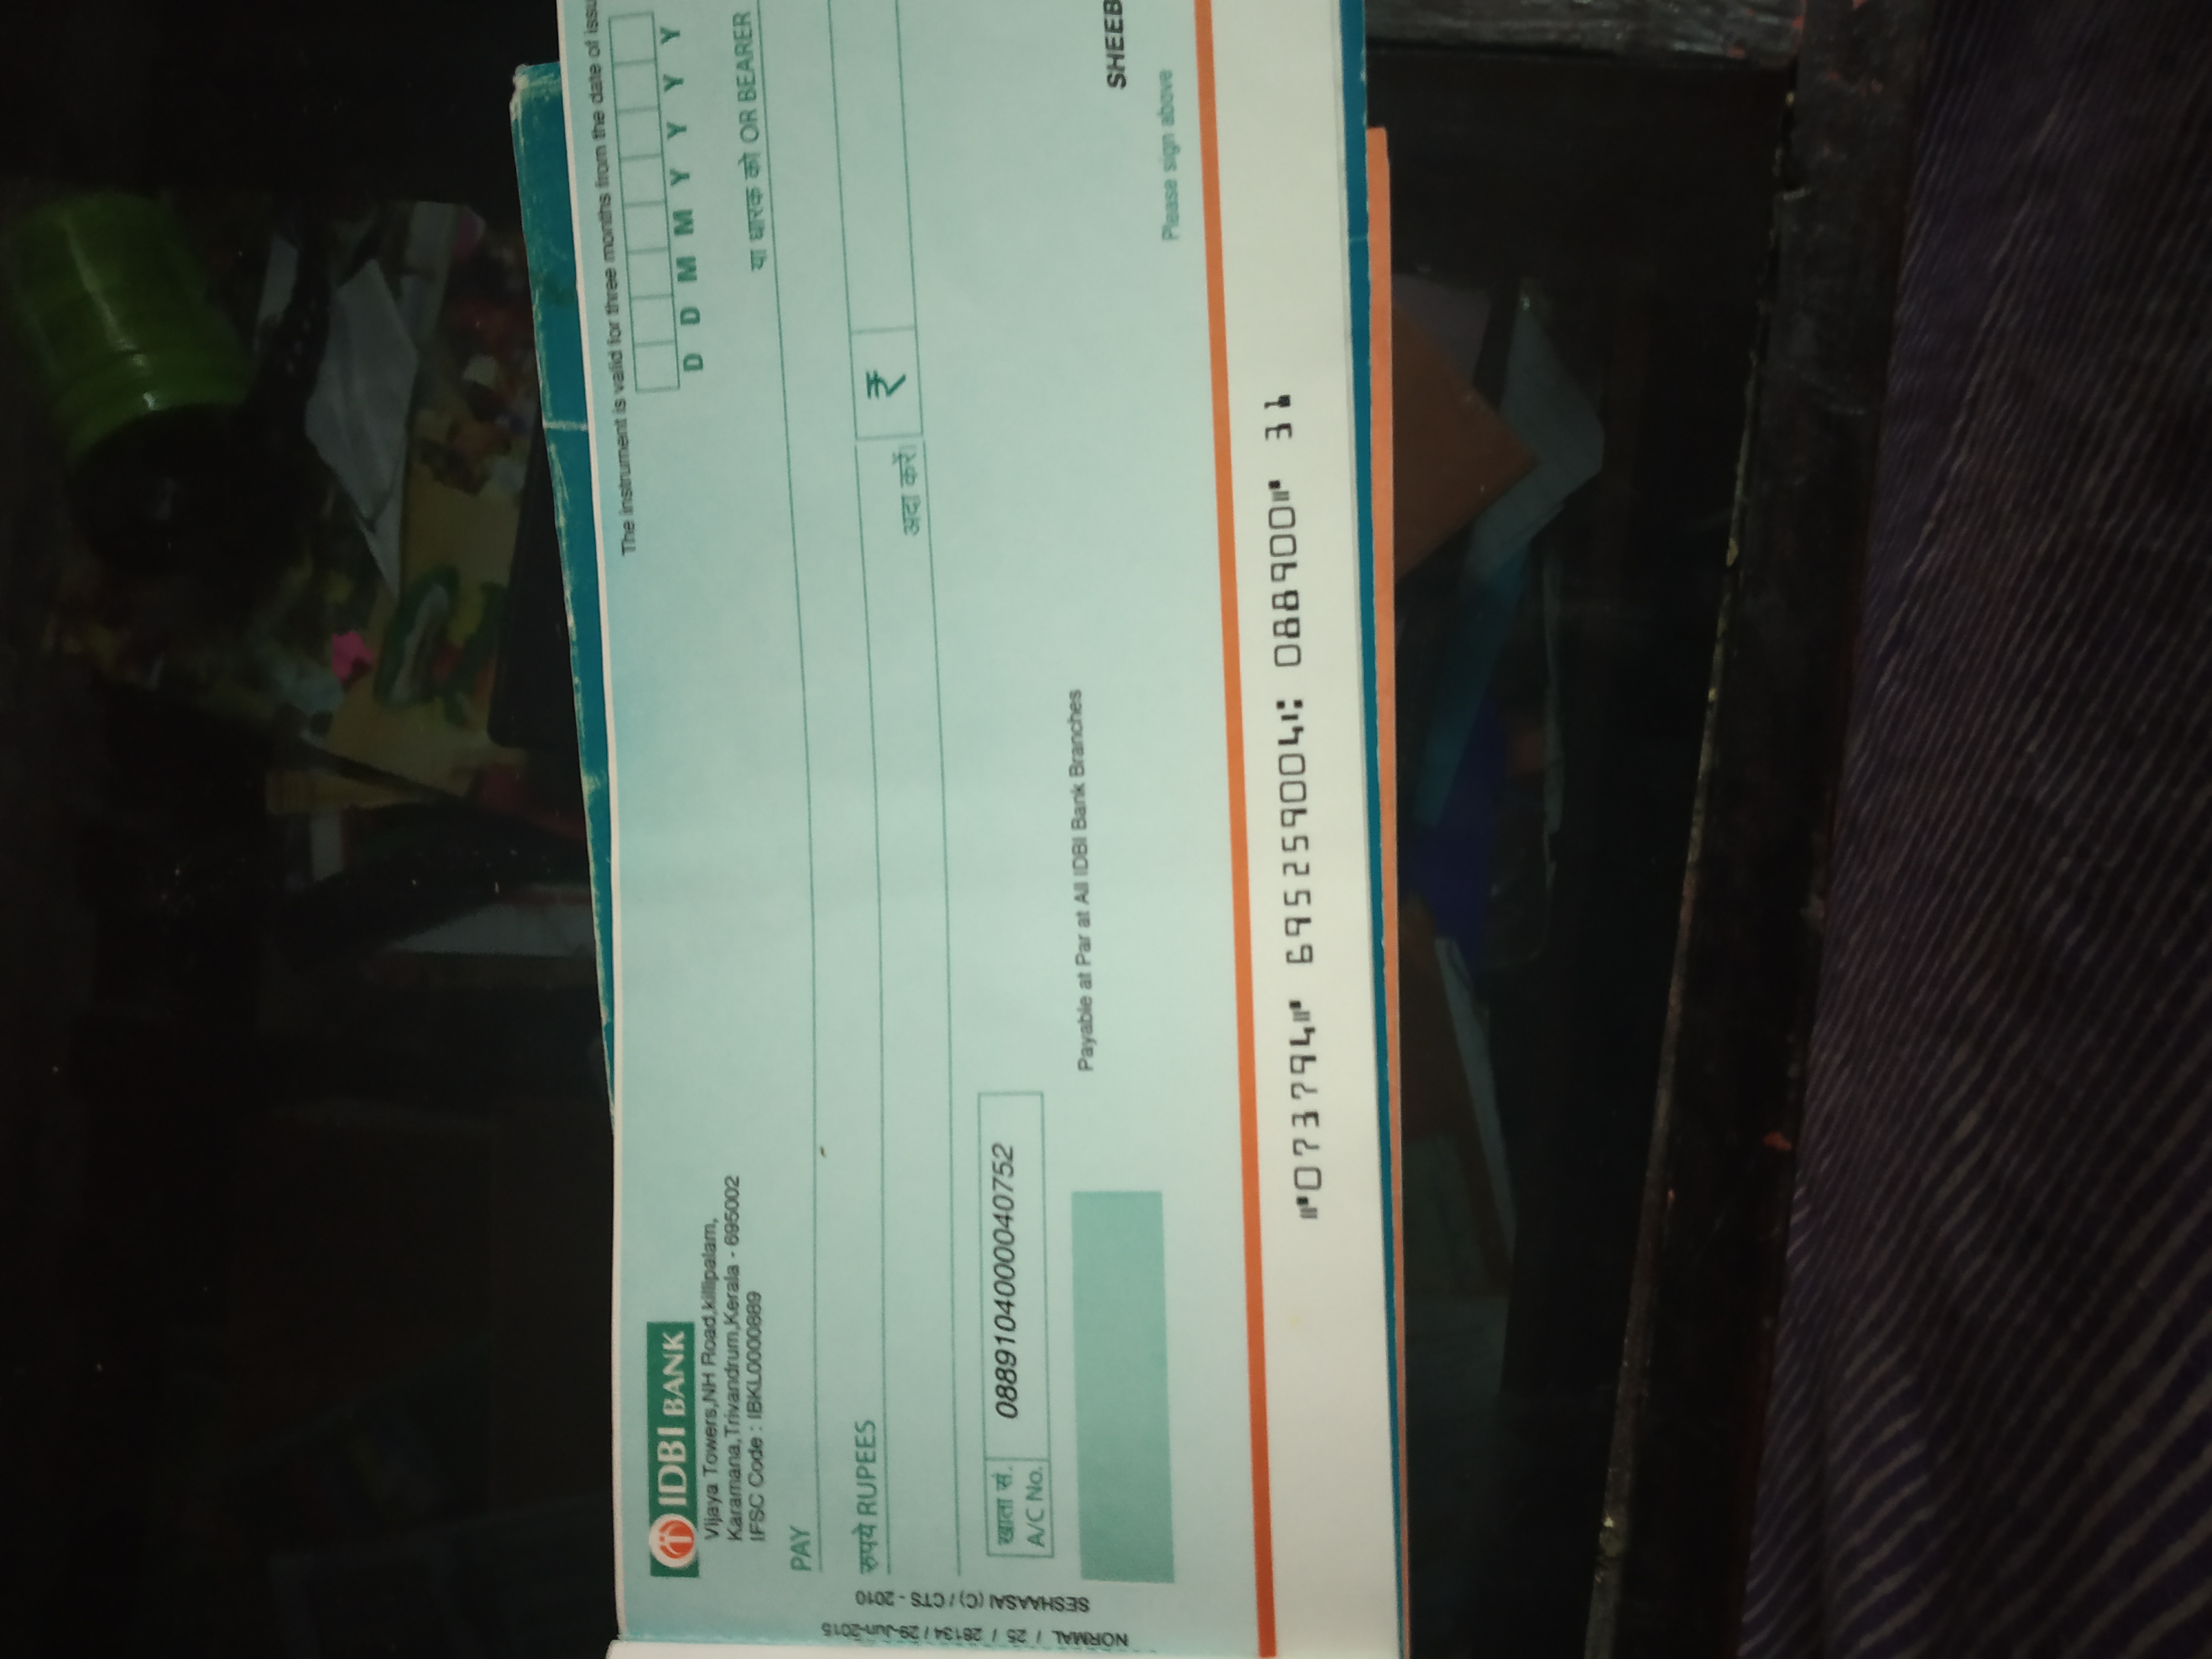 The instrument is valid for three months from the date of issu
IDBI BANK
D D M M Y Y Y Y
Vijaya Towers,NH Road,killipalam,
Karamana,Trivandrum,Kerala - 695002
IFSC Code : IBKL0000889
या धारक को OR BEARER
PAY
रुपये RUPEES
अदा करें।
₹
खाता सं.
A/C No.
0889104000040752
Payable at Par at All IDBI Bank Branches
SHEEB
Please sign above
NORMAL / 25 / 28134 / 29-Jun-2015
SESHAASAI (C) / CTS - 2010
⑈073794⑈ 695259004⑆ 088900⑈ 31